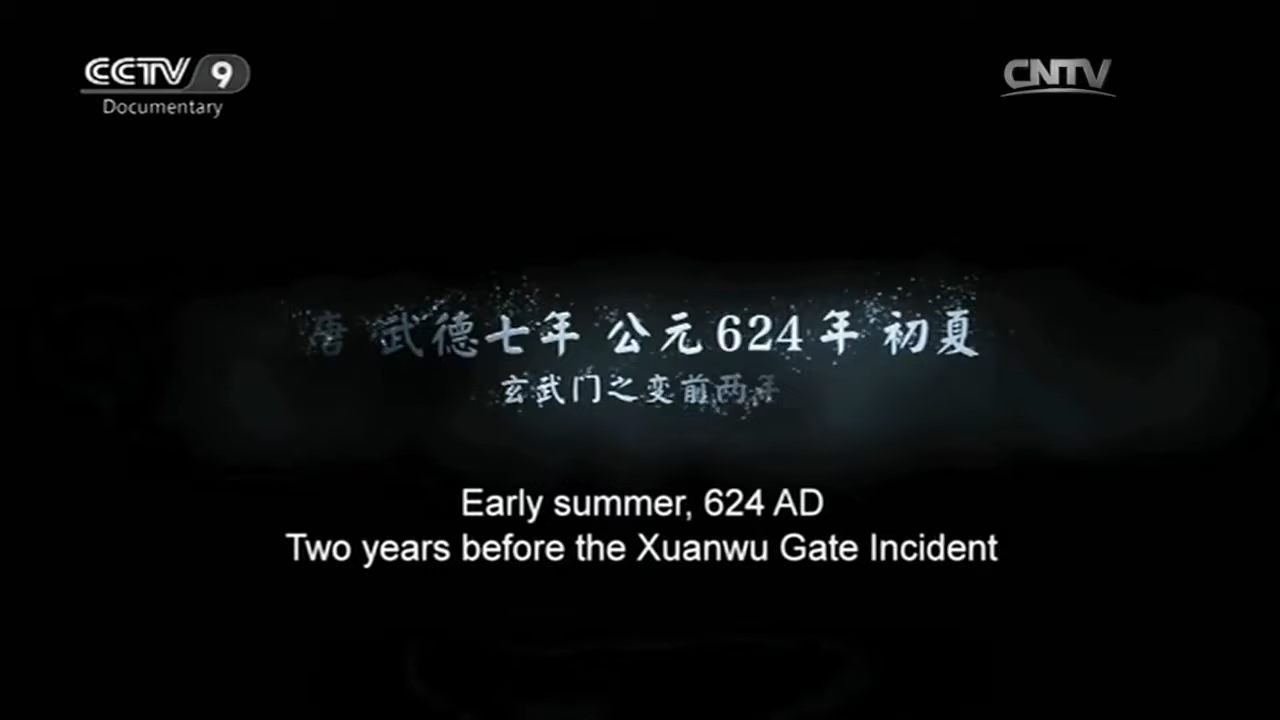 CCTV 9
Documentary
CNTV
唐 武德七年 公元624年 初夏
玄武门之变前两年
Early summer, 624 AD
Two years before the Xuanwu Gate Incident